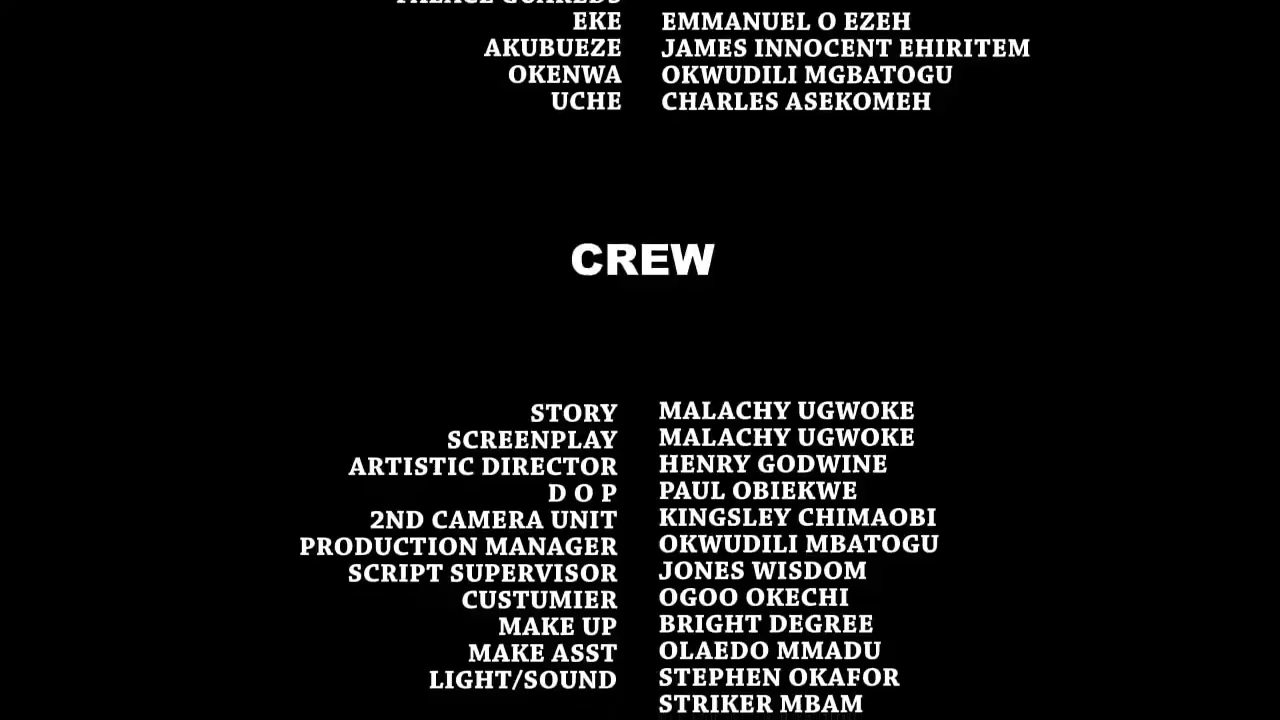 EKE EMMANUEL O EZEH
AKUBUEZE JAMES INNOCENT EHIRITEM
OKENWA OKWUDILI MGBATOGU
UCHE CHARLES ASEKOMEH
CREW
STORY MALACHY UGWOKE
SCREENPLAY MALACHY UGWOKE
ARTISTIC DIRECTOR HENRY GODWINE
D O P PAUL OBIEKWE
2ND CAMERA UNIT KINGSLEY CHIMAOBI
PRODUCTION MANAGER OKWUDILI MBATOGU
SCRIPT SUPERVISOR JONES WISDOM
CUSTUMIER OGOO OKECHI
MAKE UP BRIGHT DEGREE
MAKE ASST OLAEDO MMADU
LIGHT/SOUND STEPHEN OKAFOR
STRIKER MBAM